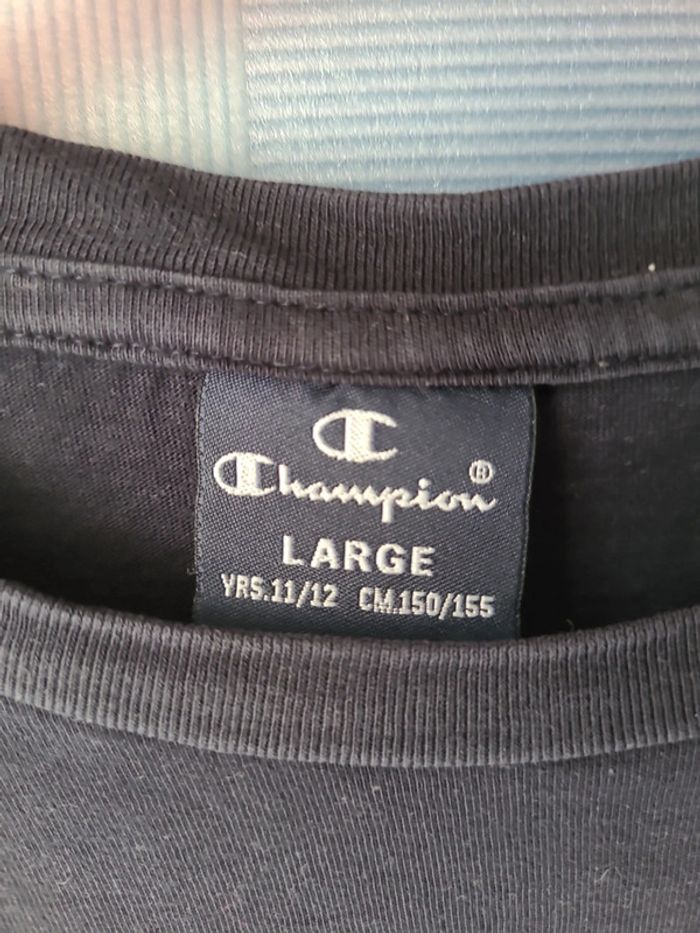 Champion®
LARGE
YRS.11/12 CM.150/155